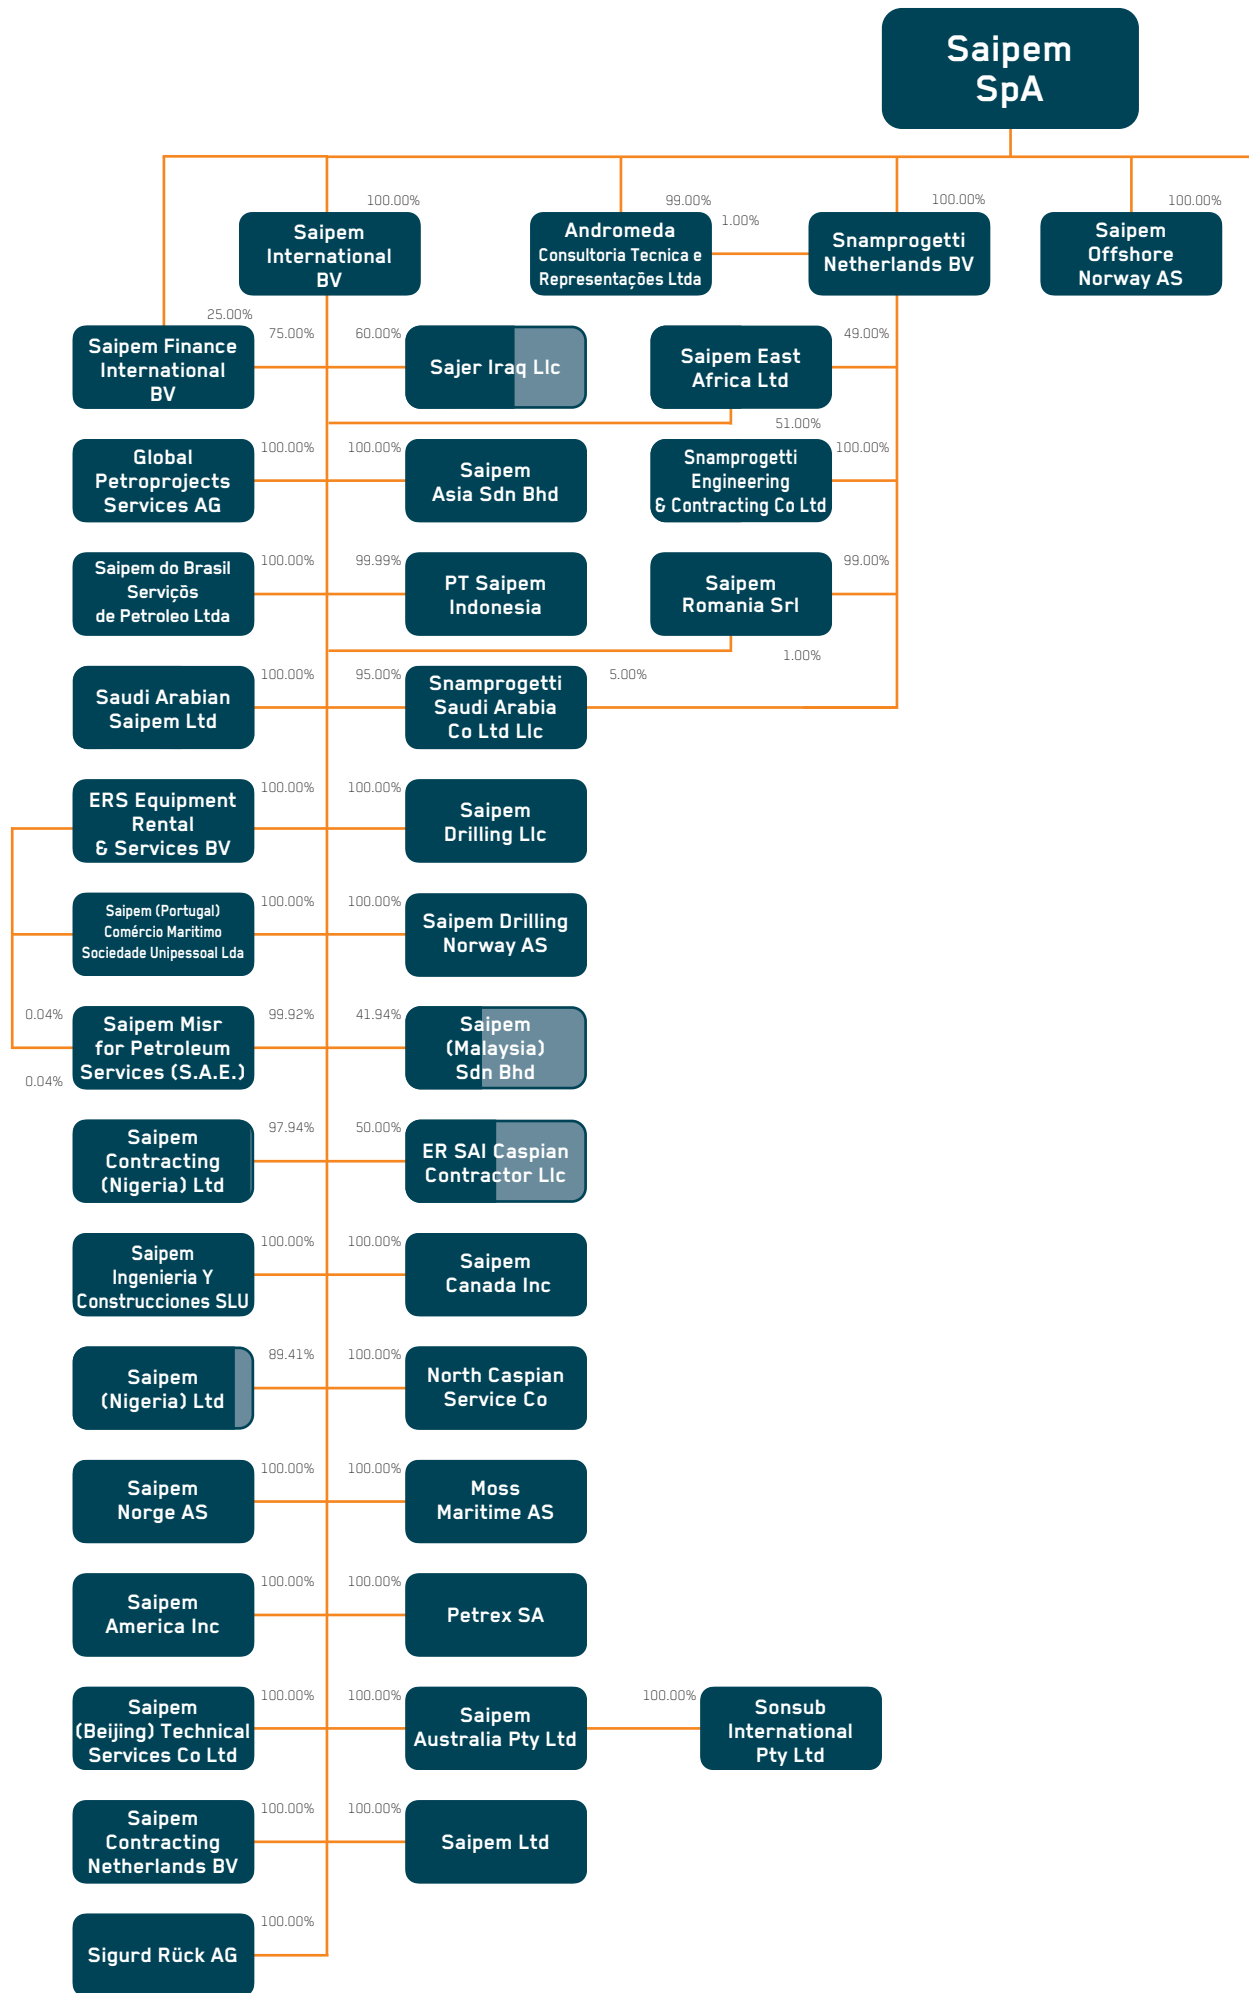 Saipem
SpA
100.00%
99.00%
1.00%
100.00%
100.00%
Saipem
International
BV
Andromeda
Consultoria Tecnica e
Representações Ltda
Snamprogetti
Netherlands BV
Saipem
Offshore
Norway AS
25.00%
75.00%
60.00%
49.00%
Saipem Finance
International
BV
Sajer Iraq Llc
Saipem East
Africa Ltd
51.00%
100.00%
100.00%
100.00%
Global
Petroprojects
Services AG
Saipem
Asia Sdn Bhd
Snamprogetti
Engineering
& Contracting Co Ltd
100.00%
99.99%
99.00%
Saipem do Brasil
Serviçõs
de Petroleo Ltda
PT Saipem
Indonesia
Saipem
Romania Srl
1.00%
100.00%
95.00%
5.00%
Saudi Arabian
Saipem Ltd
Snamprogetti
Saudi Arabia
Co Ltd Llc
100.00%
100.00%
ERS Equipment
Rental
& Services BV
Saipem
Drilling Llc
100.00%
100.00%
Saipem (Portugal)
Comércio Maritimo
Sociedade Unipessoal Lda
Saipem Drilling
Norway AS
0.04%
99.92%
41.94%
Saipem Misr
for Petroleum
Services (S.A.E.)
Saipem
(Malaysia)
Sdn Bhd
0.04%
97.94%
50.00%
Saipem
Contracting
(Nigeria) Ltd
ER SAI Caspian
Contractor Llc
100.00%
100.00%
Saipem
Ingenieria Y
Construcciones SLU
Saipem
Canada Inc
89.41%
100.00%
Saipem
(Nigeria) Ltd
North Caspian
Service Co
100.00%
100.00%
Saipem
Norge AS
Moss
Maritime AS
100.00%
100.00%
Saipem
America Inc
Petrex SA
100.00%
100.00%
100.00%
Saipem
(Beijing) Technical
Services Co Ltd
Saipem
Australia Pty Ltd
Sonsub
International
Pty Ltd
100.00%
100.00%
Saipem
Contracting
Netherlands BV
Saipem Ltd
100.00%
Sigurd Rück AG